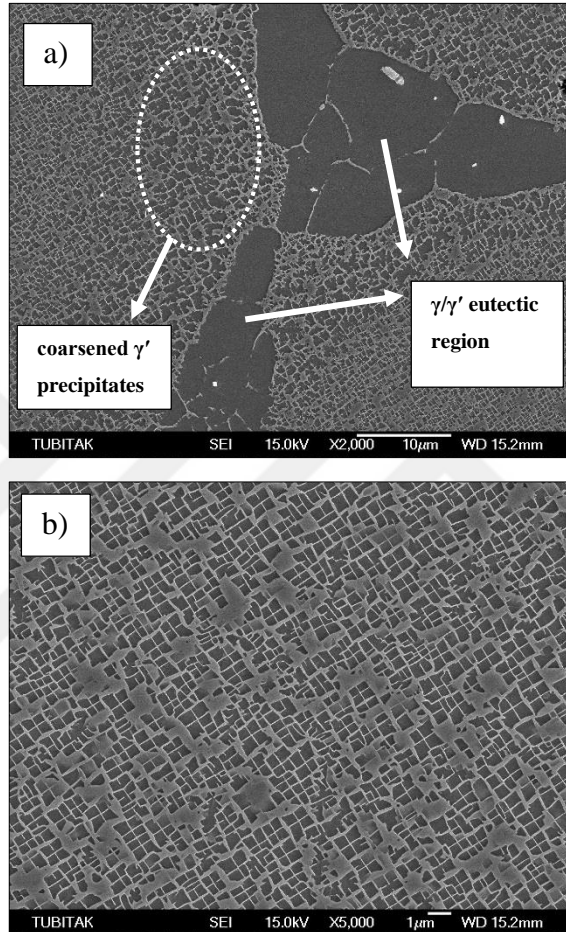 a)
coarsened γ′
precipitates
γ/γ′ eutectic
region
TUBITAK SEI 15.0kV X2,000 10μm WD 15.2mm
b)
TUBITAK SEI 15.0kV X5,000 1μm WD 15.2mm